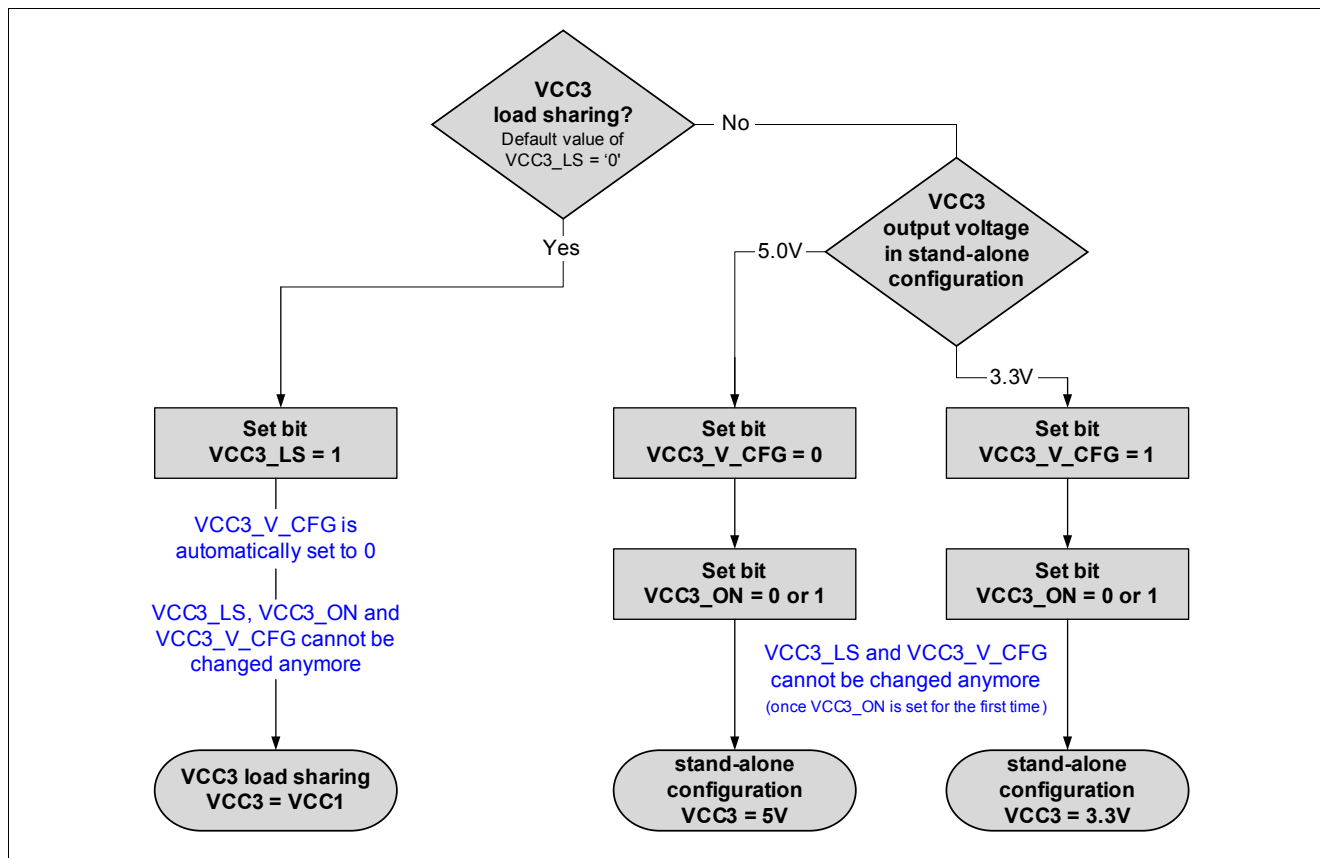 VCC3
load sharing?
Default value of
VCC3_LS = ‘0'
No
Yes
VCC3
output voltage
in stand-alone
configuration
5.0V
3.3V
Set bit
VCC3_LS = 1
Set bit
VCC3_V_CFG = 0
Set bit
VCC3_V_CFG = 1
VCC3_V_CFG is
automatically set to 0
Set bit
VCC3_ON = 0 or 1
Set bit
VCC3_ON = 0 or 1
VCC3_LS, VCC3_ON and
VCC3_V_CFG cannot be
changed anymore
VCC3_LS and VCC3_V_CFG
cannot be changed anymore
(once VCC3_ON is set for the first time)
VCC3 load sharing
VCC3 = VCC1
stand-alone
configuration
VCC3 = 5V
stand-alone
configuration
VCC3 = 3.3V